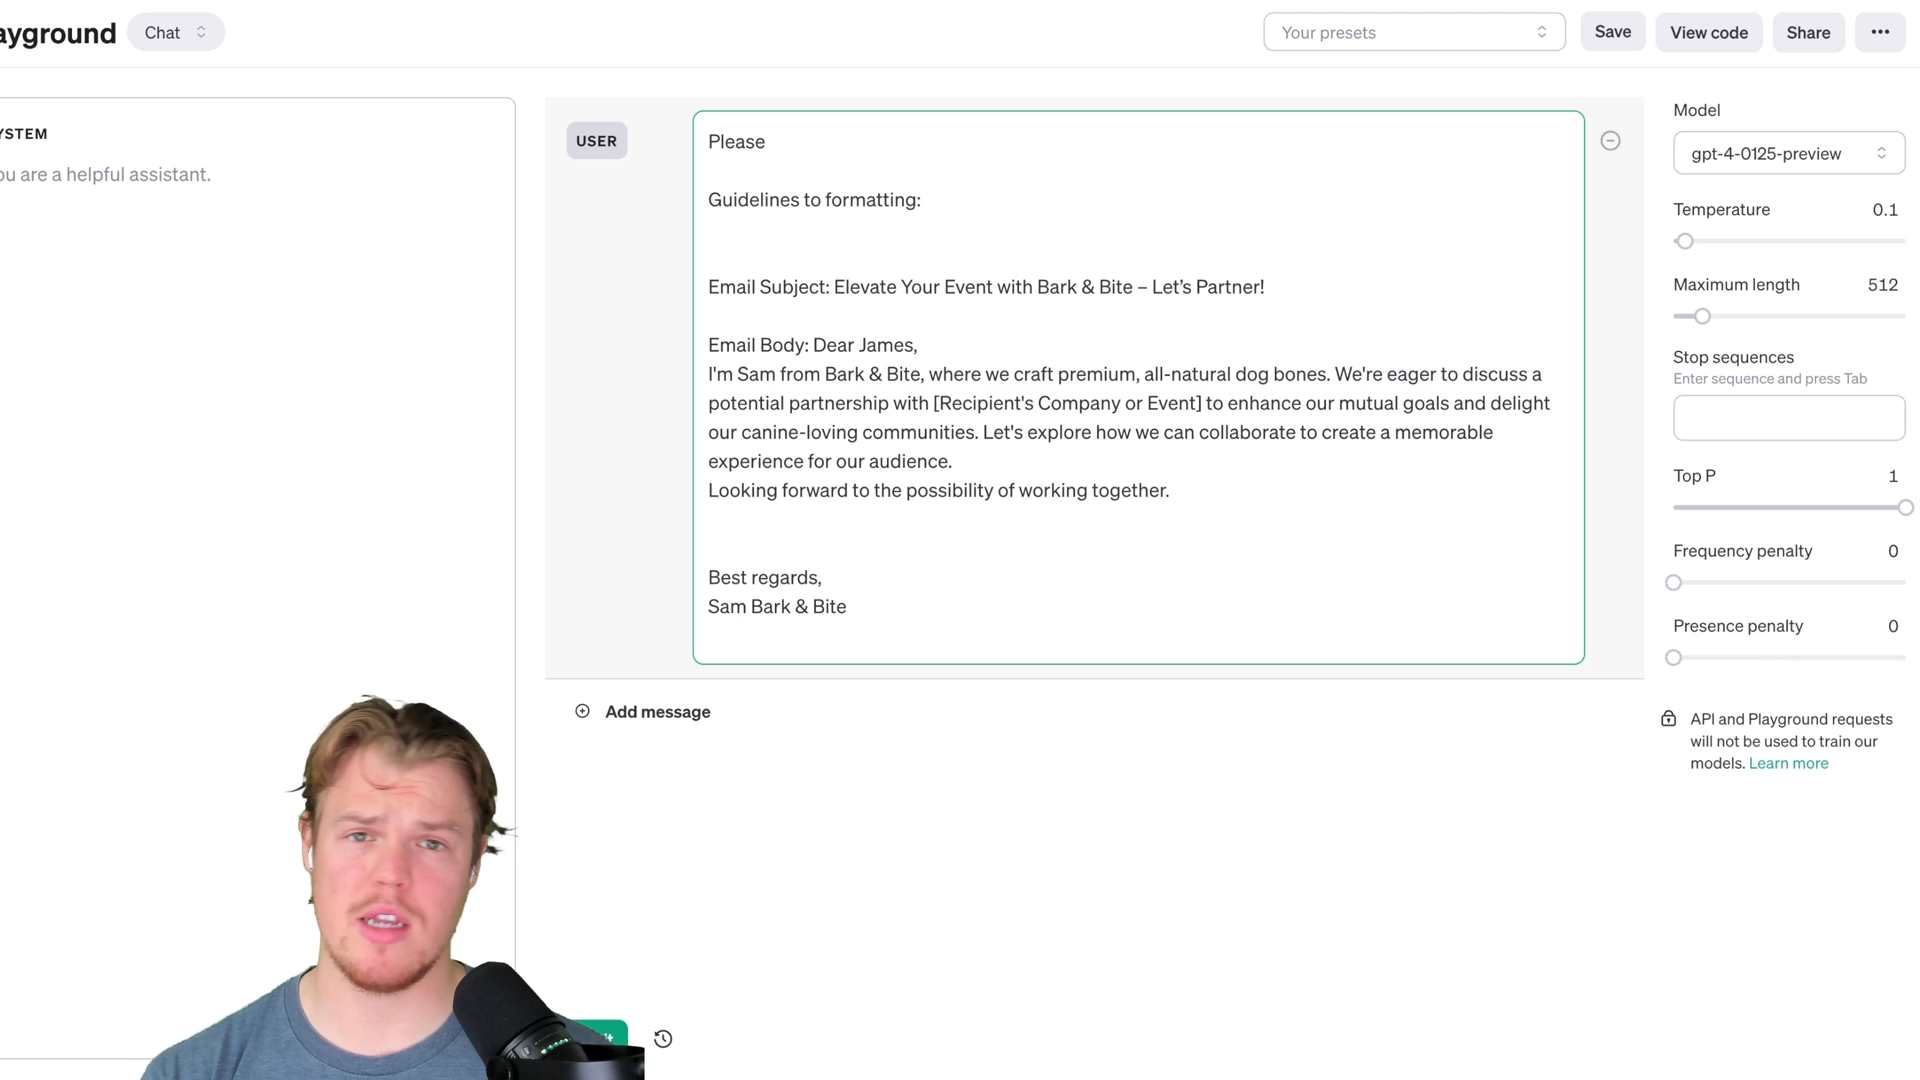 ayground
Chat
Your presets
Save
View code
Share
YSTEM
ou are a helpful assistant.
USER
Please
Guidelines to formatting:
Email Subject: Elevate Your Event with Bark & Bite – Let’s Partner!
Email Body: Dear James,
I'm Sam from Bark & Bite, where we craft premium, all-natural dog bones. We're eager to discuss a
potential partnership with [Recipient's Company or Event] to enhance our mutual goals and delight
our canine-loving communities. Let's explore how we can collaborate to create a memorable
experience for our audience.
Looking forward to the possibility of working together.
Best regards,
Sam Bark & Bite
Add message
Model
gpt-4-0125-preview
Temperature 0.1
Maximum length 512
Stop sequences
Enter sequence and press Tab
Top P 1
Frequency penalty 0
Presence penalty 0
API and Playground requests
will not be used to train our
models. Learn more